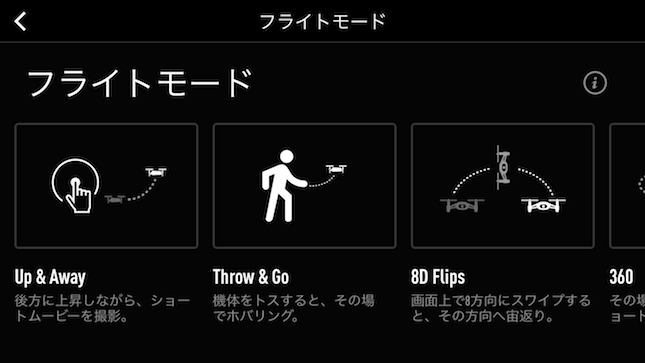 フライトモード
フライトモード
Up & Away
後方に上昇しながら、ショー
トムービーを撮影。
Throw & Go
機体をトスすると、その場
でホバリング。
8D Flips
画面上で8方向にスワイプする
と、その方向へ宙返り。
360
その場
ョート